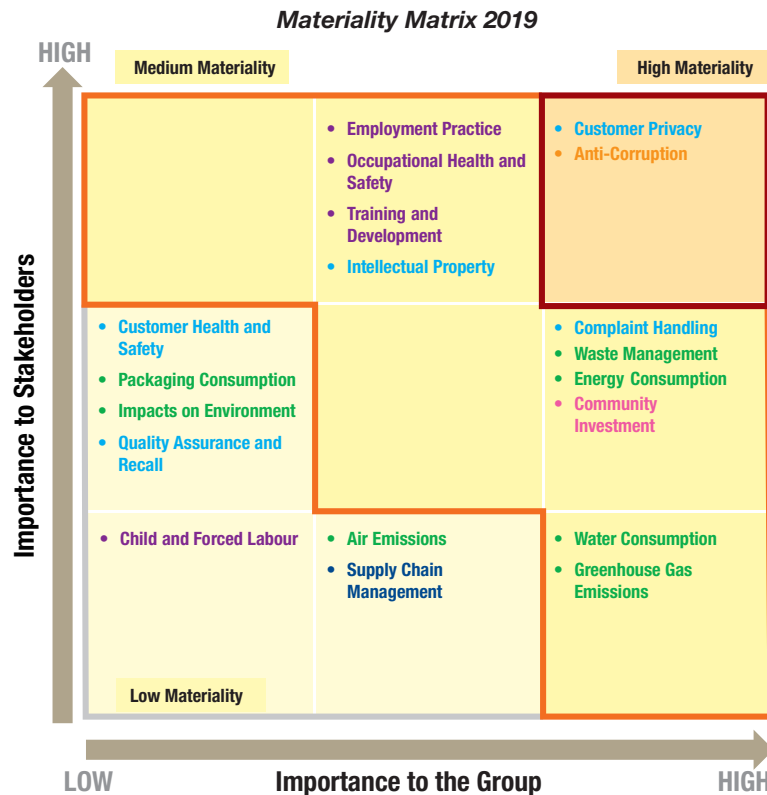 Materiality Matrix 2019
HIGH
Medium Materiality
High Materiality
• Employment Practice
• Occupational Health and
Safety
• Training and
Development
• Intellectual Property
• Customer Privacy
• Anti-Corruption
• Customer Health and
Safety
• Packaging Consumption
• Impacts on Environment
• Quality Assurance and
Recall
• Complaint Handling
• Waste Management
• Energy Consumption
• Community
Investment
• Child and Forced Labour
• Air Emissions
• Supply Chain
Management
• Water Consumption
• Greenhouse Gas
Emissions
Low Materiality
Importance to Stakeholders
LOW
Importance to the Group
HIGH